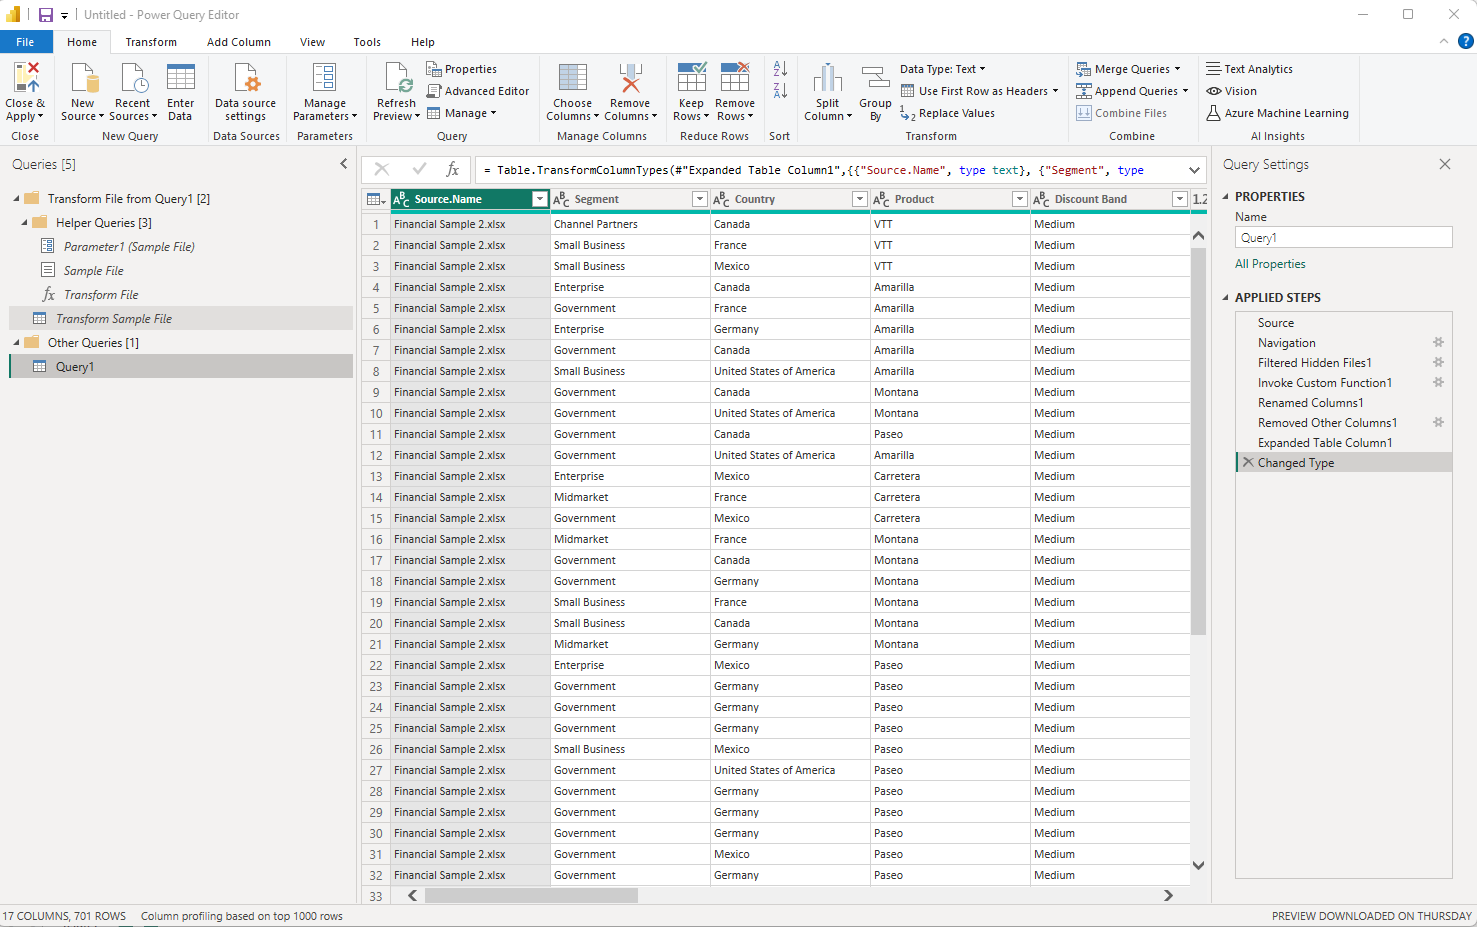 Untitled - Power Query Editor
File Home Transform Add Column View Tools Help
Close & Apply
New Source
Recent Sources
Enter Data
Data source settings
Manage Parameters
Refresh Preview
Properties
Advanced Editor
Manage
Choose Columns
Remove Columns
Keep Rows
Remove Rows
Split Column
Group By
Data Type: Text
Use First Row as Headers
Replace Values
Merge Queries
Append Queries
Combine Files
Text Analytics
Vision
Azure Machine Learning
Close New Query Data Sources Parameters Query Manage Columns Reduce Rows Sort Transform Combine AI Insights
Queries [5]
Transform File from Query1 [2]
Helper Queries [3]
Parameter1 (Sample File)
Sample File
fx Transform File
Transform Sample File
Other Queries [1]
Query1
fx = Table.TransformColumnTypes(#"Expanded Table Column1",{{"Source.Name", type text}, {"Segment", type
ABC Source.Name ABC Segment ABC Country ABC Product ABC Discount Band 1.2
1 Financial Sample 2.xlsx Channel Partners Canada VTT Medium
2 Financial Sample 2.xlsx Small Business France VTT Medium
3 Financial Sample 2.xlsx Small Business Mexico VTT Medium
4 Financial Sample 2.xlsx Enterprise Canada Amarilla Medium
5 Financial Sample 2.xlsx Government France Amarilla Medium
6 Financial Sample 2.xlsx Enterprise Germany Amarilla Medium
7 Financial Sample 2.xlsx Government Canada Amarilla Medium
8 Financial Sample 2.xlsx Small Business United States of America Amarilla Medium
9 Financial Sample 2.xlsx Government Canada Montana Medium
10 Financial Sample 2.xlsx Government United States of America Montana Medium
11 Financial Sample 2.xlsx Government Canada Paseo Medium
12 Financial Sample 2.xlsx Government United States of America Amarilla Medium
13 Financial Sample 2.xlsx Enterprise Mexico Carretera Medium
14 Financial Sample 2.xlsx Midmarket France Carretera Medium
15 Financial Sample 2.xlsx Government Mexico Carretera Medium
16 Financial Sample 2.xlsx Midmarket France Montana Medium
17 Financial Sample 2.xlsx Government Canada Montana Medium
18 Financial Sample 2.xlsx Government Germany Montana Medium
19 Financial Sample 2.xlsx Small Business France Montana Medium
20 Financial Sample 2.xlsx Small Business Canada Montana Medium
21 Financial Sample 2.xlsx Midmarket Germany Montana Medium
22 Financial Sample 2.xlsx Enterprise Mexico Paseo Medium
23 Financial Sample 2.xlsx Government Germany Paseo Medium
24 Financial Sample 2.xlsx Government Germany Paseo Medium
25 Financial Sample 2.xlsx Government Germany Paseo Medium
26 Financial Sample 2.xlsx Small Business Mexico Paseo Medium
27 Financial Sample 2.xlsx Government United States of America Paseo Medium
28 Financial Sample 2.xlsx Government Germany Paseo Medium
29 Financial Sample 2.xlsx Government Germany Paseo Medium
30 Financial Sample 2.xlsx Government Germany Paseo Medium
31 Financial Sample 2.xlsx Government Mexico Paseo Medium
32 Financial Sample 2.xlsx Government Germany Paseo Medium
33
Query Settings
PROPERTIES
Name
Query1
All Properties
APPLIED STEPS
Source
Navigation
Filtered Hidden Files1
Invoke Custom Function1
Renamed Columns1
Removed Other Columns1
Expanded Table Column1
Changed Type
17 COLUMNS, 701 ROWS Column profiling based on top 1000 rows PREVIEW DOWNLOADED ON THURSDAY